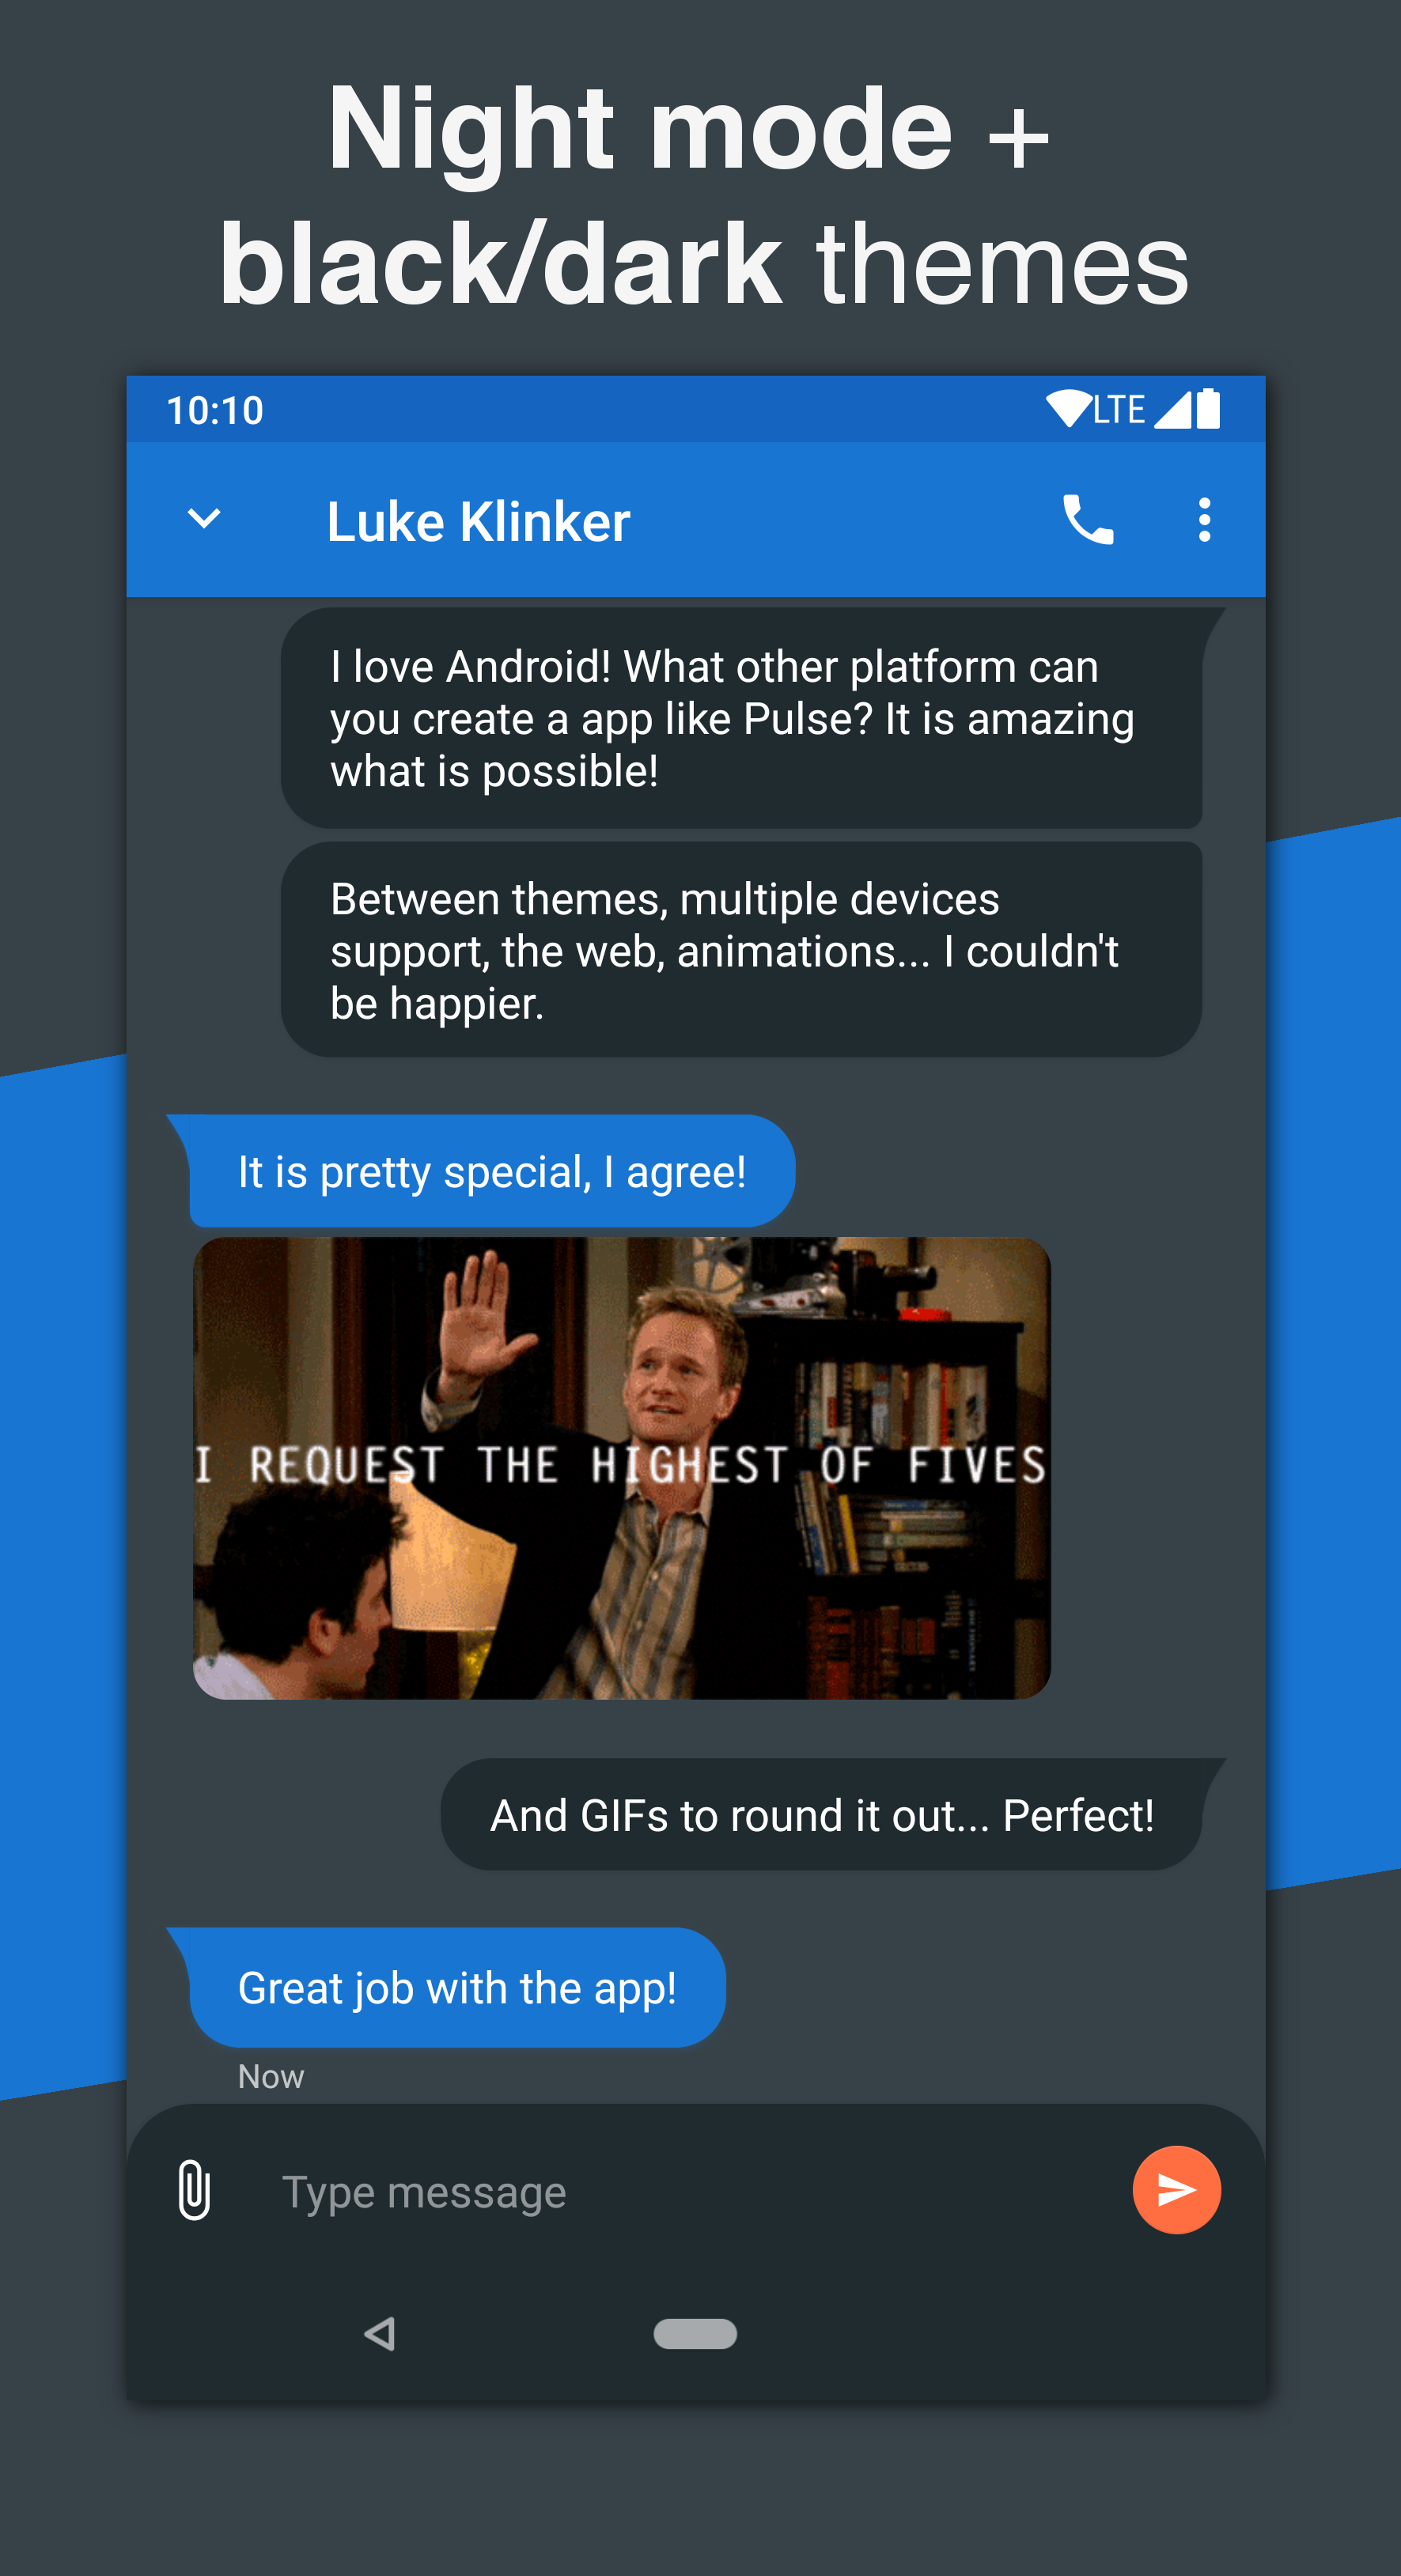 Night mode +
black/dark themes
10:10 LTE
Luke Klinker
I love Android! What other platform can
you create a app like Pulse? It is amazing
what is possible!
Between themes, multiple devices
support, the web, animations... I couldn't
be happier.
It is pretty special, I agree!
I REQUEST THE HIGHEST OF FIVES
And GIFs to round it out... Perfect!
Great job with the app!
Now
Type message